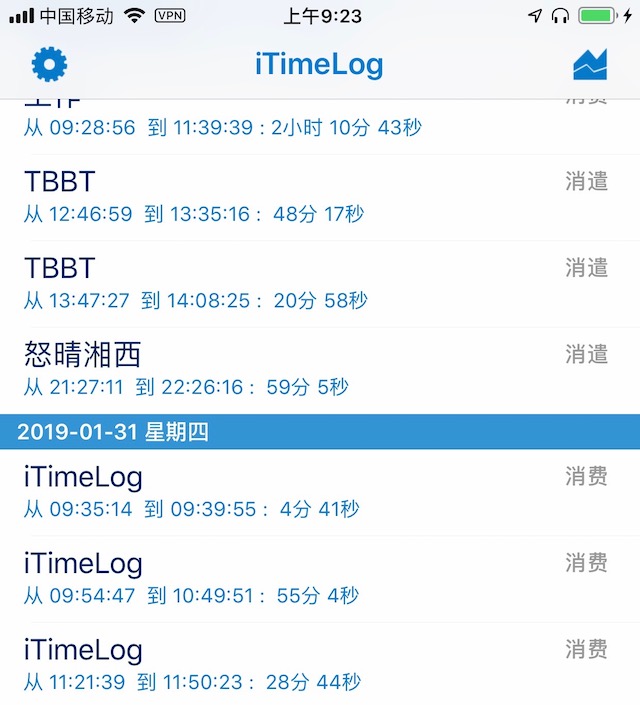 中国移动 VPN 上午9:23
iTimeLog
工作 消费
从 09:28:56 到 11:39:39 : 2小时 10分 43秒
TBBT 消遣
从 12:46:59 到 13:35:16 : 48分 17秒
TBBT 消遣
从 13:47:27 到 14:08:25 : 20分 58秒
怒晴湘西 消遣
从 21:27:11 到 22:26:16 : 59分 5秒
2019-01-31 星期四
iTimeLog 消费
从 09:35:14 到 09:39:55 : 4分 41秒
iTimeLog 消费
从 09:54:47 到 10:49:51 : 55分 4秒
iTimeLog 消费
从 11:21:39 到 11:50:23 : 28分 44秒